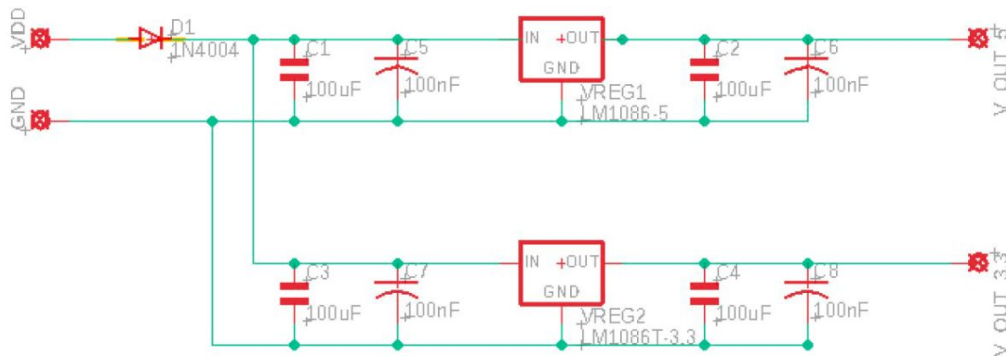 VDD
D1
1N4004
C1
100uF
C5
100nF
IN
+OUT
GND
VREG1
LM1086-5
C2
100uF
C6
100nF
V_OUT_5
GND
C3
100uF
C7
100nF
IN
+OUT
GND
VREG2
LM1086T-3.3
C4
100uF
C8
100nF
V_OUT_3.3